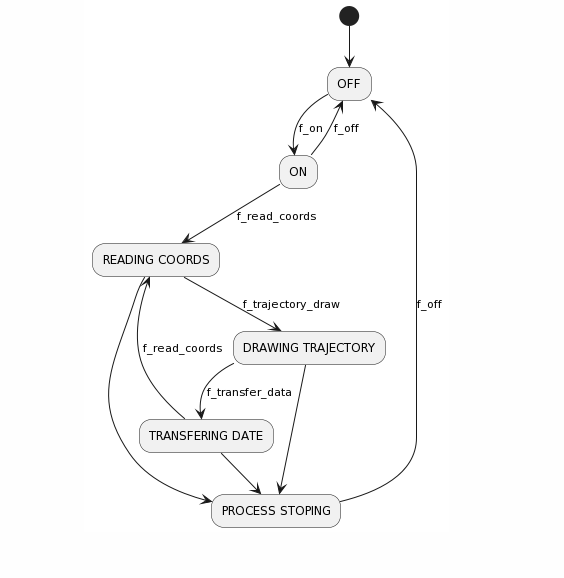 OFF
f_on
f_off
ON
f_read_coords
READING COORDS
f_trajectory_draw
f_off
f_read_coords
DRAWING TRAJECTORY
f_transfer_data
TRANSFERING DATE
PROCESS STOPING